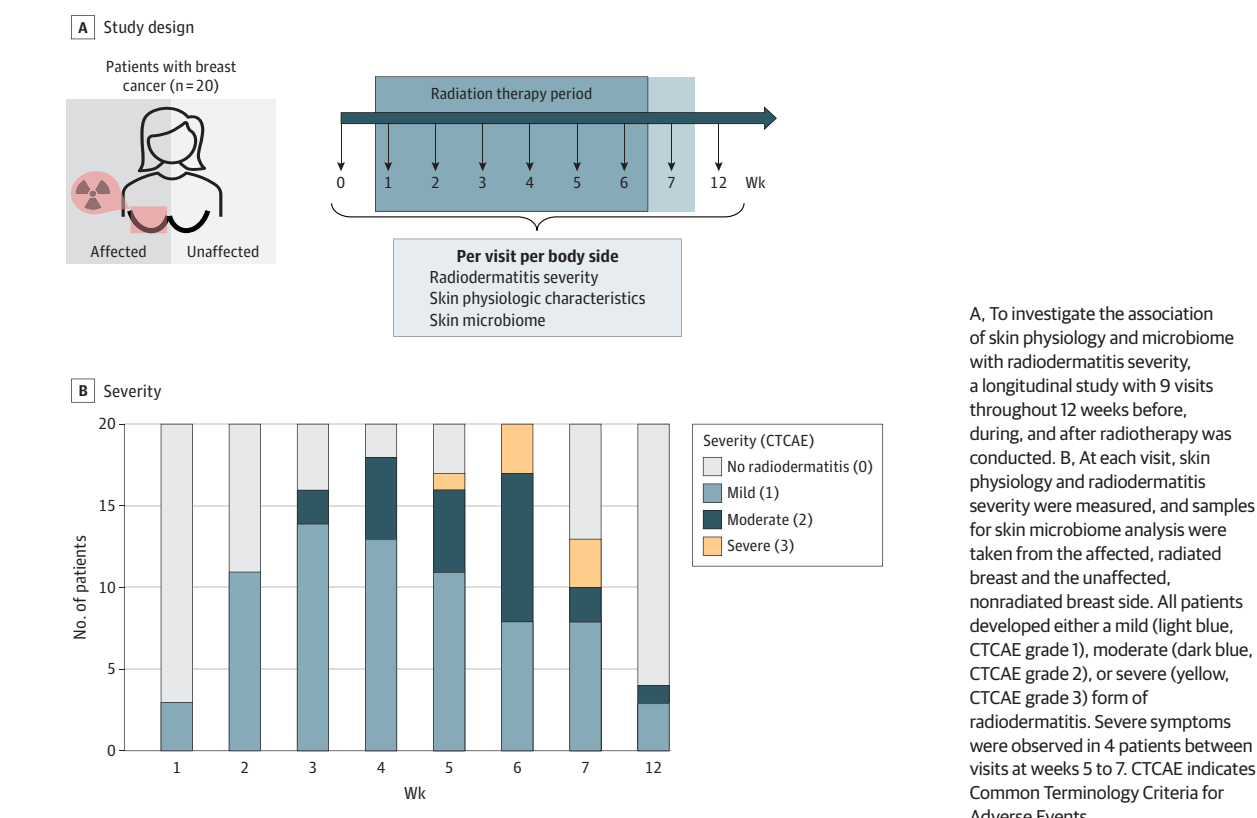 A Study design
Patients with breast
cancer (n=20)
Affected
Unaffected
Radiation therapy period
0 1 2 3 4 5 6 7 12 Wk
Per visit per body side
Radiodermatitis severity
Skin physiologic characteristics
Skin microbiome
B Severity
No. of patients
20
15
10
5
0
1 2 3 4 5 6 7 12
Wk
Severity (CTCAE)
No radiodermatitis (0)
Mild (1)
Moderate (2)
Severe (3)
A, To investigate the association
of skin physiology and microbiome
with radiodermatitis severity,
a longitudinal study with 9 visits
throughout 12 weeks before,
during, and after radiotherapy was
conducted. B, At each visit, skin
physiology and radiodermatitis
severity were measured, and samples
for skin microbiome analysis were
taken from the affected, radiated
breast and the unaffected,
nonradiated breast side. All patients
developed either a mild (light blue,
CTCAE grade 1), moderate (dark blue,
CTCAE grade 2), or severe (yellow,
CTCAE grade 3) form of
radiodermatitis. Severe symptoms
were observed in 4 patients between
visits at weeks 5 to 7. CTCAE indicates
Common Terminology Criteria for
Adverse Events